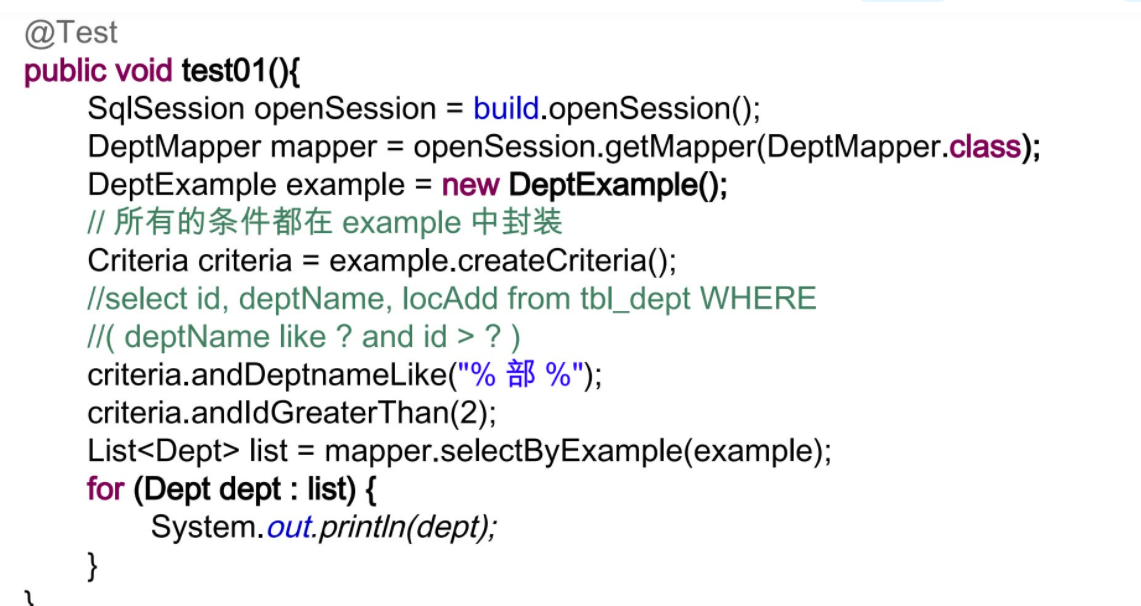 @Test
public void test01(){
SqlSession openSession = build.openSession();
DeptMapper mapper = openSession.getMapper(DeptMapper.class);
DeptExample example = new DeptExample();
// 所有的条件都在 example 中封装
Criteria criteria = example.createCriteria();
//select id, deptName, locAdd from tbl_dept WHERE
//( deptName like ? and id > ? )
criteria.andDeptnameLike("% 部 %");
criteria.andIdGreaterThan(2);
List<Dept> list = mapper.selectByExample(example);
for (Dept dept : list) {
System.out.println(dept);
}
}